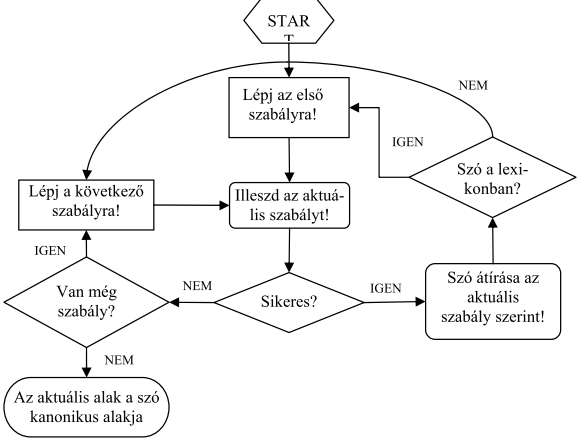 STAR
T
NEM
Lépj az első
szabályra!
IGEN
Szó a lexi-
konban?
Lépj a következő
szabályra!
Illeszd az aktuá-
lis szabályt!
IGEN
Van még
szabály?
NEM
Sikeres?
IGEN
Szó átírása az
aktuális
szabály szerint!
NEM
Az aktuális alak a szó
kanonikus alakja